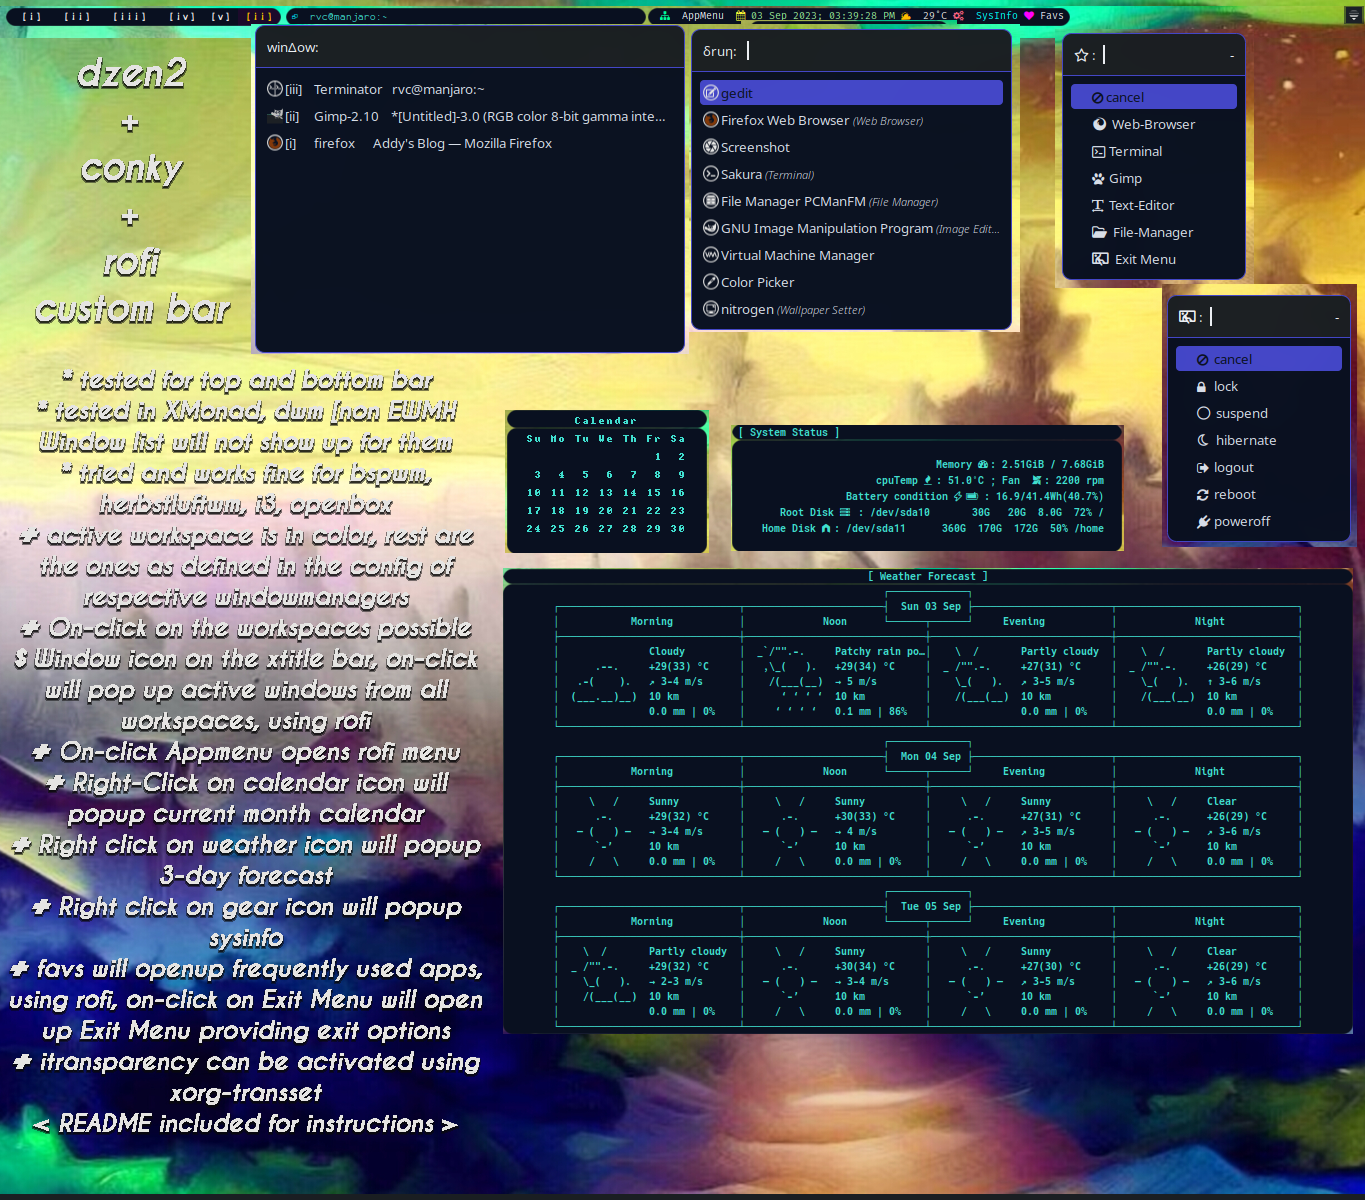 [i] [ii] [iii] [iv] [v] [ii] rvc@manjaro:~ AppMenu 03 Sep 2023; 03:39:28 PM 29°C SysInfo Favs
dzen2
+
conky
+
rofi
custom bar
* tested for top and bottom bar
* tested in XMonad, dwm [non EWMH
Window list will not show up for them
* tried and works fine for bspwm,
herbstluftwm, i3, openbox
* active workspace is in color, rest are
the ones as defined in the config of
respective windowmanagers
* On-click on the workspaces possible
$ Window icon on the xtitle bar, on-click
will pop up active windows from all
workspaces, using rofi
* On-click Appmenu opens rofi menu
* Right-Click on calendar icon will
popup current month calendar
* Right click on weather icon will popup
3-day forecast
* Right click on gear icon will popup
sysinfo
* favs will openup frequently used apps,
using rofi, on-click on Exit Menu will open
up Exit Menu providing exit options
* itransparency can be activated using
xorg-transset
< README included for instructions >
winΔow:
[iii] Terminator rvc@manjaro:~
[ii] Gimp-2.10 *[Untitled]-3.0 (RGB color 8-bit gamma inte...
[i] firefox Addy's Blog — Mozilla Firefox
δruη:
gedit
Firefox Web Browser (Web Browser)
Screenshot
Sakura (Terminal)
File Manager PCManFM (File Manager)
GNU Image Manipulation Program (Image Edit...
Virtual Machine Manager
Color Picker
nitrogen (Wallpaper Setter)
: -
cancel
Web-Browser
Terminal
Gimp
Text-Editor
File-Manager
Exit Menu
: -
cancel
lock
suspend
hibernate
logout
reboot
poweroff
Calendar
Su Mo Tu We Th Fr Sa
1 2
3 4 5 6 7 8 9
10 11 12 13 14 15 16
17 18 19 20 21 22 23
24 25 26 27 28 29 30
[ System Status ]
Memory : 2.51GiB / 7.68GiB
cpuTemp : 51.0'C ; Fan : 2200 rpm
Battery condition : 16.9/41.4Wh(40.7%)
Root Disk : /dev/sda10 30G 20G 8.0G 72% /
Home Disk : /dev/sda11 360G 170G 172G 50% /home
[ Weather Forecast ]
Sun 03 Sep
Morning Noon Evening Night
Cloudy Patchy rain po… Partly cloudy Partly cloudy
+29(33) °C +29(34) °C +27(31) °C +26(29) °C
↗ 3-4 m/s → 5 m/s ↗ 3-5 m/s ↑ 3-6 m/s
10 km 10 km 10 km 10 km
0.0 mm | 0% 0.1 mm | 86% 0.0 mm | 0% 0.0 mm | 0%
Mon 04 Sep
Morning Noon Evening Night
Sunny Sunny Sunny Clear
+29(32) °C +30(33) °C +27(31) °C +26(29) °C
→ 3-4 m/s → 4 m/s ↗ 3-5 m/s ↗ 3-6 m/s
10 km 10 km 10 km 10 km
0.0 mm | 0% 0.0 mm | 0% 0.0 mm | 0% 0.0 mm | 0%
Tue 05 Sep
Morning Noon Evening Night
Partly cloudy Sunny Sunny Clear
+29(32) °C +30(34) °C +27(30) °C +26(29) °C
→ 2-3 m/s → 3-4 m/s ↗ 3-5 m/s ↗ 3-6 m/s
10 km 10 km 10 km 10 km
0.0 mm | 0% 0.0 mm | 0% 0.0 mm | 0% 0.0 mm | 0%